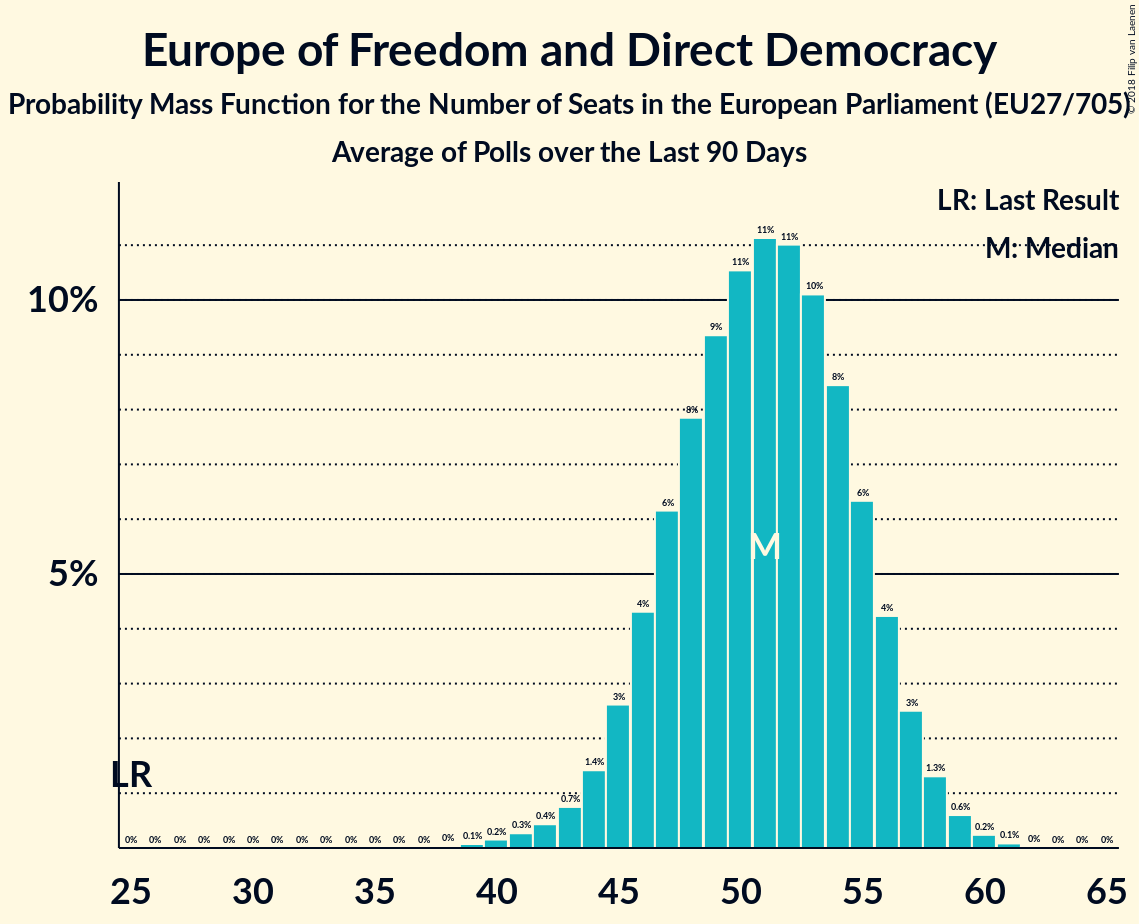 Europe of Freedom and Direct Democracy
Probability Mass Function for the Number of Seats in the European Parliament (EU27/705)
Average of Polls over the Last 90 Days
© 2018 Filip van Laenen
LR: Last Result
M: Median
10%
5%
LR
M
0% 0% 0% 0% 0% 0% 0% 0% 0% 0% 0% 0% 0% 0% 0.1% 0.2% 0.3% 0.4% 0.7% 1.4% 3% 4% 6% 8% 9% 11% 11% 11% 10% 8% 6% 4% 3% 1.3% 0.6% 0.2% 0.1% 0% 0% 0% 0%
25 30 35 40 45 50 55 60 65